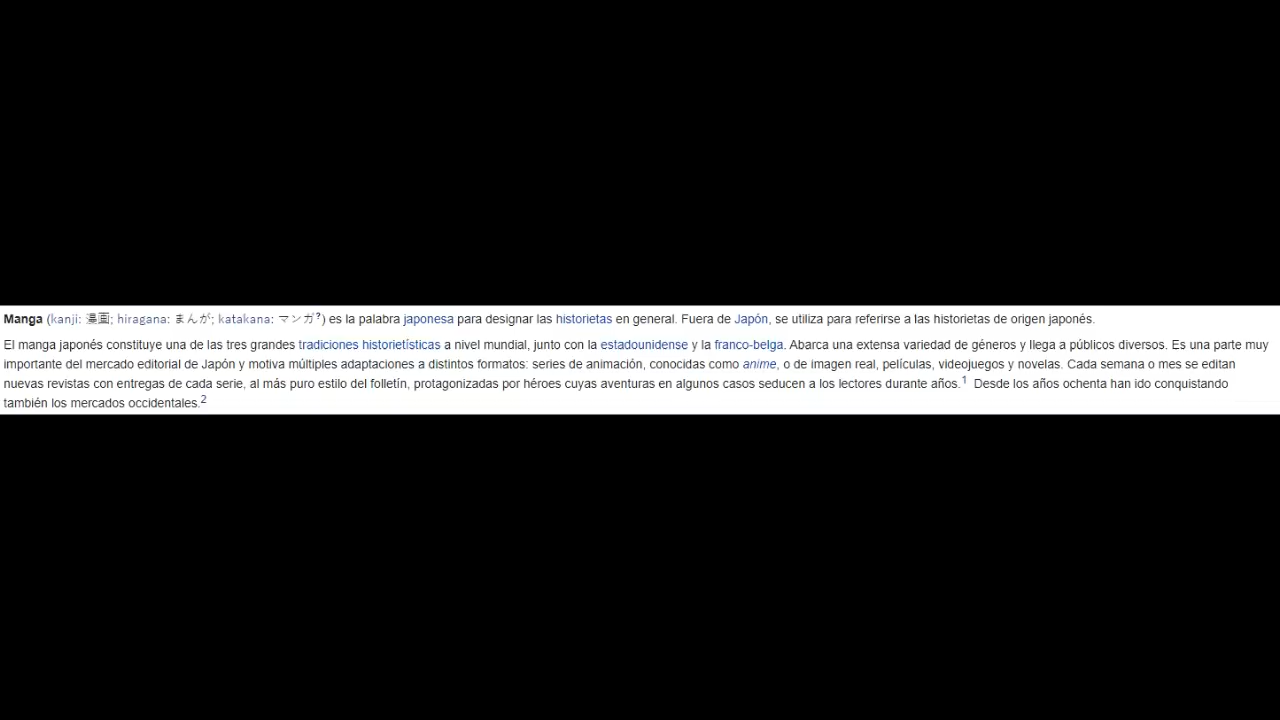 Manga (kanji: 漫画; hiragana: まんが; katakana: マンガ?) es la palabra japonesa para designar las historietas en general. Fuera de Japón, se utiliza para referirse a las historietas de origen japonés.
El manga japonés constituye una de las tres grandes tradiciones historietísticas a nivel mundial, junto con la estadounidense y la franco-belga. Abarca una extensa variedad de géneros y llega a públicos diversos. Es una parte muy
importante del mercado editorial de Japón y motiva múltiples adaptaciones a distintos formatos: series de animación, conocidas como anime, o de imagen real, películas, videojuegos y novelas. Cada semana o mes se editan
nuevas revistas con entregas de cada serie, al más puro estilo del folletín, protagonizadas por héroes cuyas aventuras en algunos casos seducen a los lectores durante años.1 Desde los años ochenta han ido conquistando
también los mercados occidentales.2